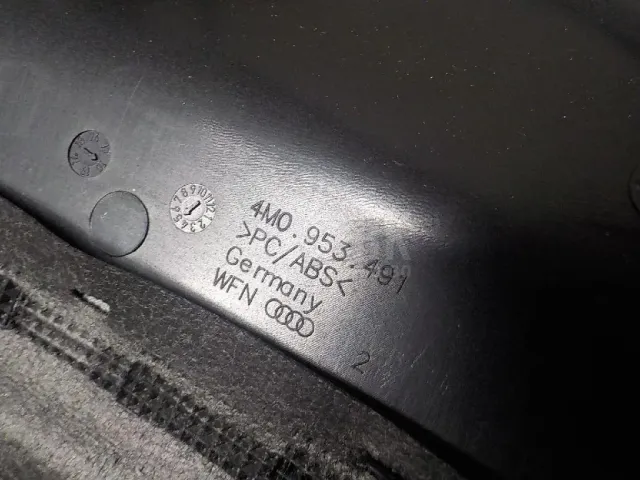 4M0.953.491
>PC/ABS<
Germany
WFN
2